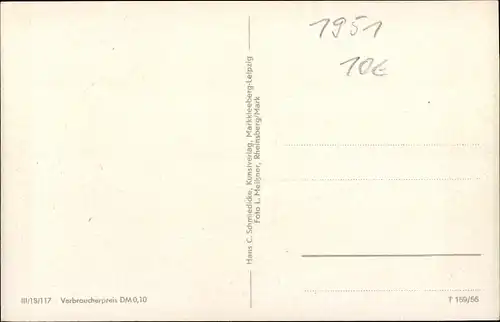 1951
10€
Hans C. Schmiedicke, Kunstverlag, Markkleeberg-Leipzig
Foto L. Meißner, Rheinsberg/Mark
III/19/117 Verbraucherpreis DM 0,10
T 169/56